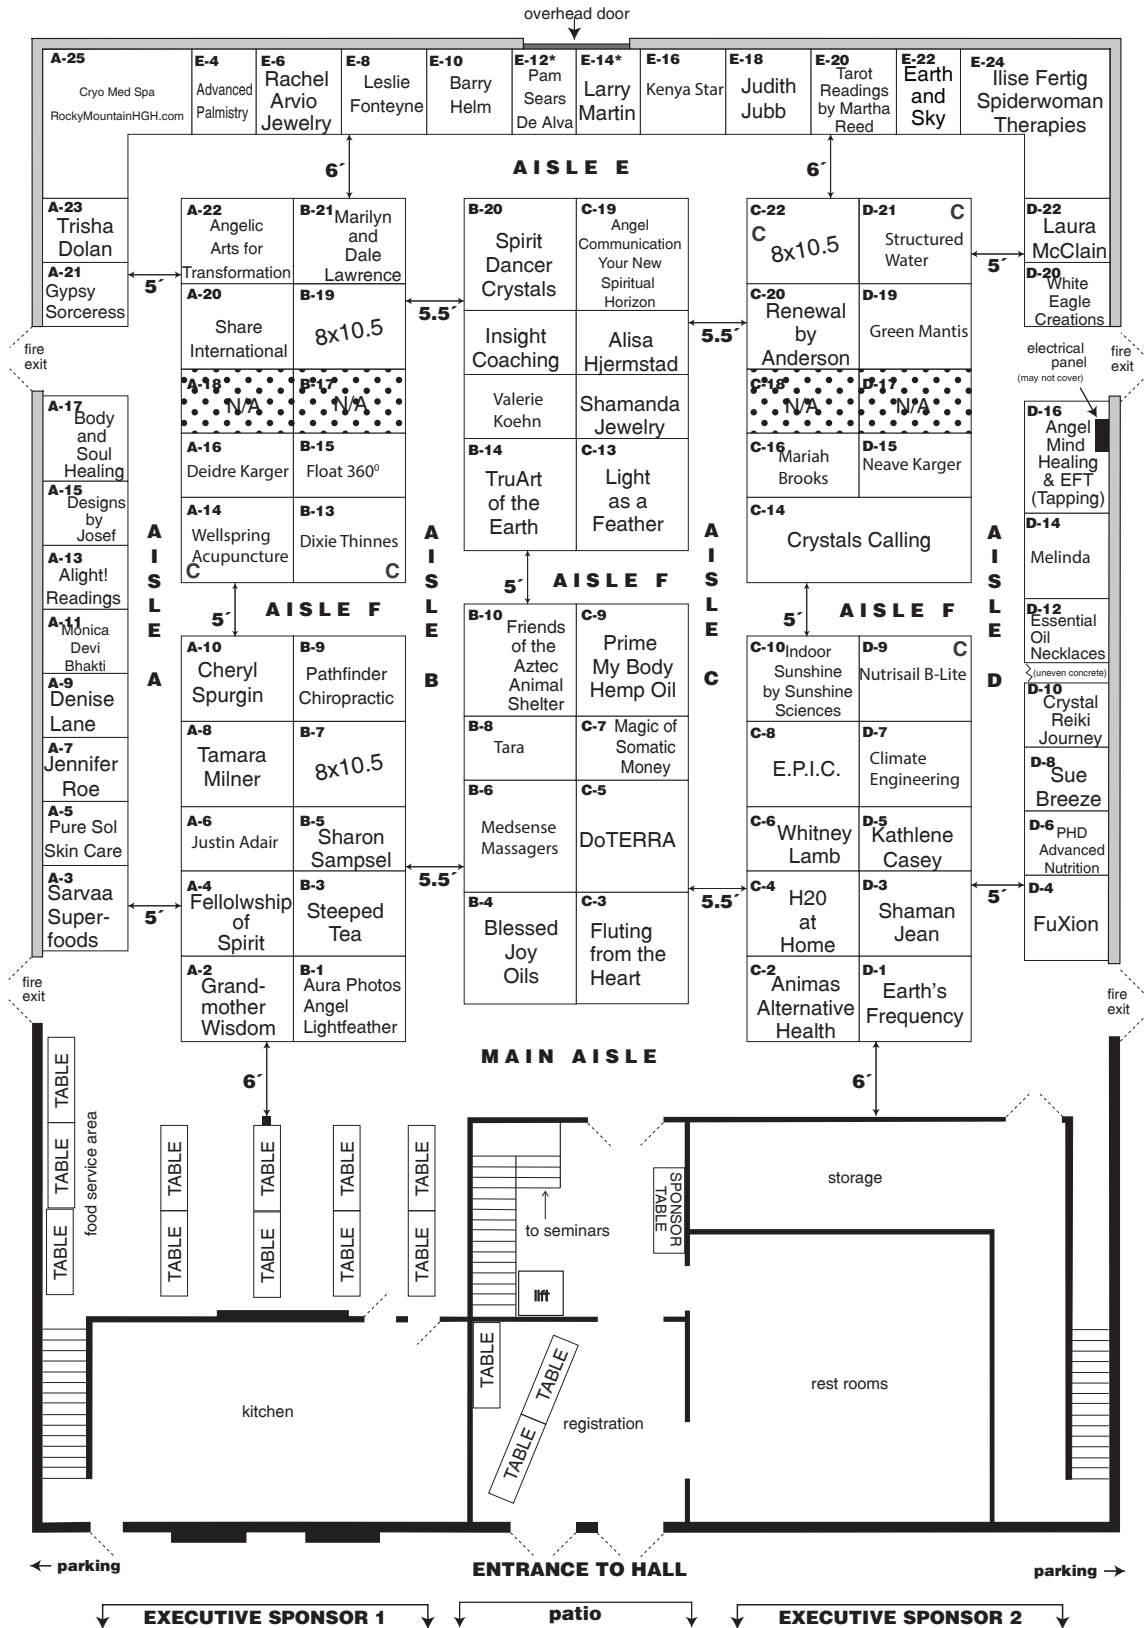 overhead door
A-25
Cryo Med Spa
RockyMountainHGH.com
E-4
Advanced
Palmistry
E-6
Rachel
Arvio
Jewelry
E-8
Leslie
Fonteyne
E-10
Barry
Helm
E-12*
Pam
Sears
De Alva
E-14*
Larry
Martin
E-16
Kenya Star
E-18
Judith
Jubb
E-20
Tarot
Readings
by Martha
Reed
E-22
Earth
and
Sky
E-24
Ilise Fertig
Spiderwoman
Therapies
6´
AISLE E
6´
A-23
Trisha
Dolan
A-21
Gypsy
Sorceress
5´
A-22
Angelic
Arts for
Transformation
B-21
Marilyn
and
Dale
Lawrence
A-20
Share
International
B-19
8x10.5
A-18
N/A
B-17
N/A
A-16
Deidre Karger
B-15
Float 360⁰
A-14
Wellspring
Acupuncture
C
B-13
Dixie Thinnes
C
5.5´
B-20
Spirit
Dancer
Crystals
C-19
Angel
Communication
Your New
Spiritual
Horizon
Insight
Coaching
Alisa
Hjermstad
Valerie
Koehn
Shamanda
Jewelry
B-14
TruArt
of the
Earth
C-13
Light
as a
Feather
5.5´
C-22
C
8x10.5
D-21
C
Structured
Water
C-20
Renewal
by
Anderson
D-19
Green Mantis
C-18
N/A
D-17
N/A
C-16
Mariah
Brooks
D-15
Neave Karger
C-14
Crystals Calling
5´
D-22
Laura
McClain
D-20
White
Eagle
Creations
fire
exit
electrical
panel
(may not cover)
fire
exit
A-17
Body
and
Soul
Healing
A-15
Designs
by
Josef
A-13
Alight!
Readings
A-11
Monica
Devi
Bhakti
A-9
Denise
Lane
A-7
Jennifer
Roe
A-5
Pure Sol
Skin Care
A-3
Sarvaa
Super-
foods
AISLE A
AISLE B
AISLE C
AISLE D
D-16
Angel
Mind
Healing
& EFT
(Tapping)
D-14
Melinda
D-12
Essential
Oil
Necklaces
(uneven concrete)
D-10
Crystal
Reiki
Journey
D-8
Sue
Breeze
D-6
PHD
Advanced
Nutrition
D-4
FuXion
5´
AISLE F
5´
AISLE F
5´
AISLE F
A-10
Cheryl
Spurgin
B-9
Pathfinder
Chiropractic
A-8
Tamara
Milner
B-7
8x10.5
A-6
Justin Adair
B-5
Sharon
Sampsel
A-4
Fellolwship
of
Spirit
B-3
Steeped
Tea
A-2
Grand-
mother
Wisdom
B-1
Aura Photos
Angel
Lightfeather
5´
5.5´
B-10
Friends
of the
Aztec
Animal
Shelter
C-9
Prime
My Body
Hemp Oil
B-8
Tara
C-7
Magic of
Somatic
Money
B-6
Medsense
Massagers
C-5
DoTERRA
B-4
Blessed
Joy
Oils
C-3
Fluting
from the
Heart
5.5´
C-10
Indoor
Sunshine
by Sunshine
Sciences
D-9
C
Nutrisail B-Lite
C-8
E.P.I.C.
D-7
Climate
Engineering
C-6
Whitney
Lamb
D-5
Kathlene
Casey
C-4
H20
at
Home
D-3
Shaman
Jean
C-2
Animas
Alternative
Health
D-1
Earth's
Frequency
5´
fire
exit
fire
exit
MAIN AISLE
6´
6´
TABLE
TABLE
TABLE
food service area
TABLE
TABLE
TABLE
TABLE
TABLE
TABLE
TABLE
TABLE
to seminars
lift
SPONSOR
TABLE
storage
rest rooms
kitchen
TABLE
TABLE
TABLE
registration
parking
ENTRANCE TO HALL
parking
EXECUTIVE SPONSOR 1
patio
EXECUTIVE SPONSOR 2